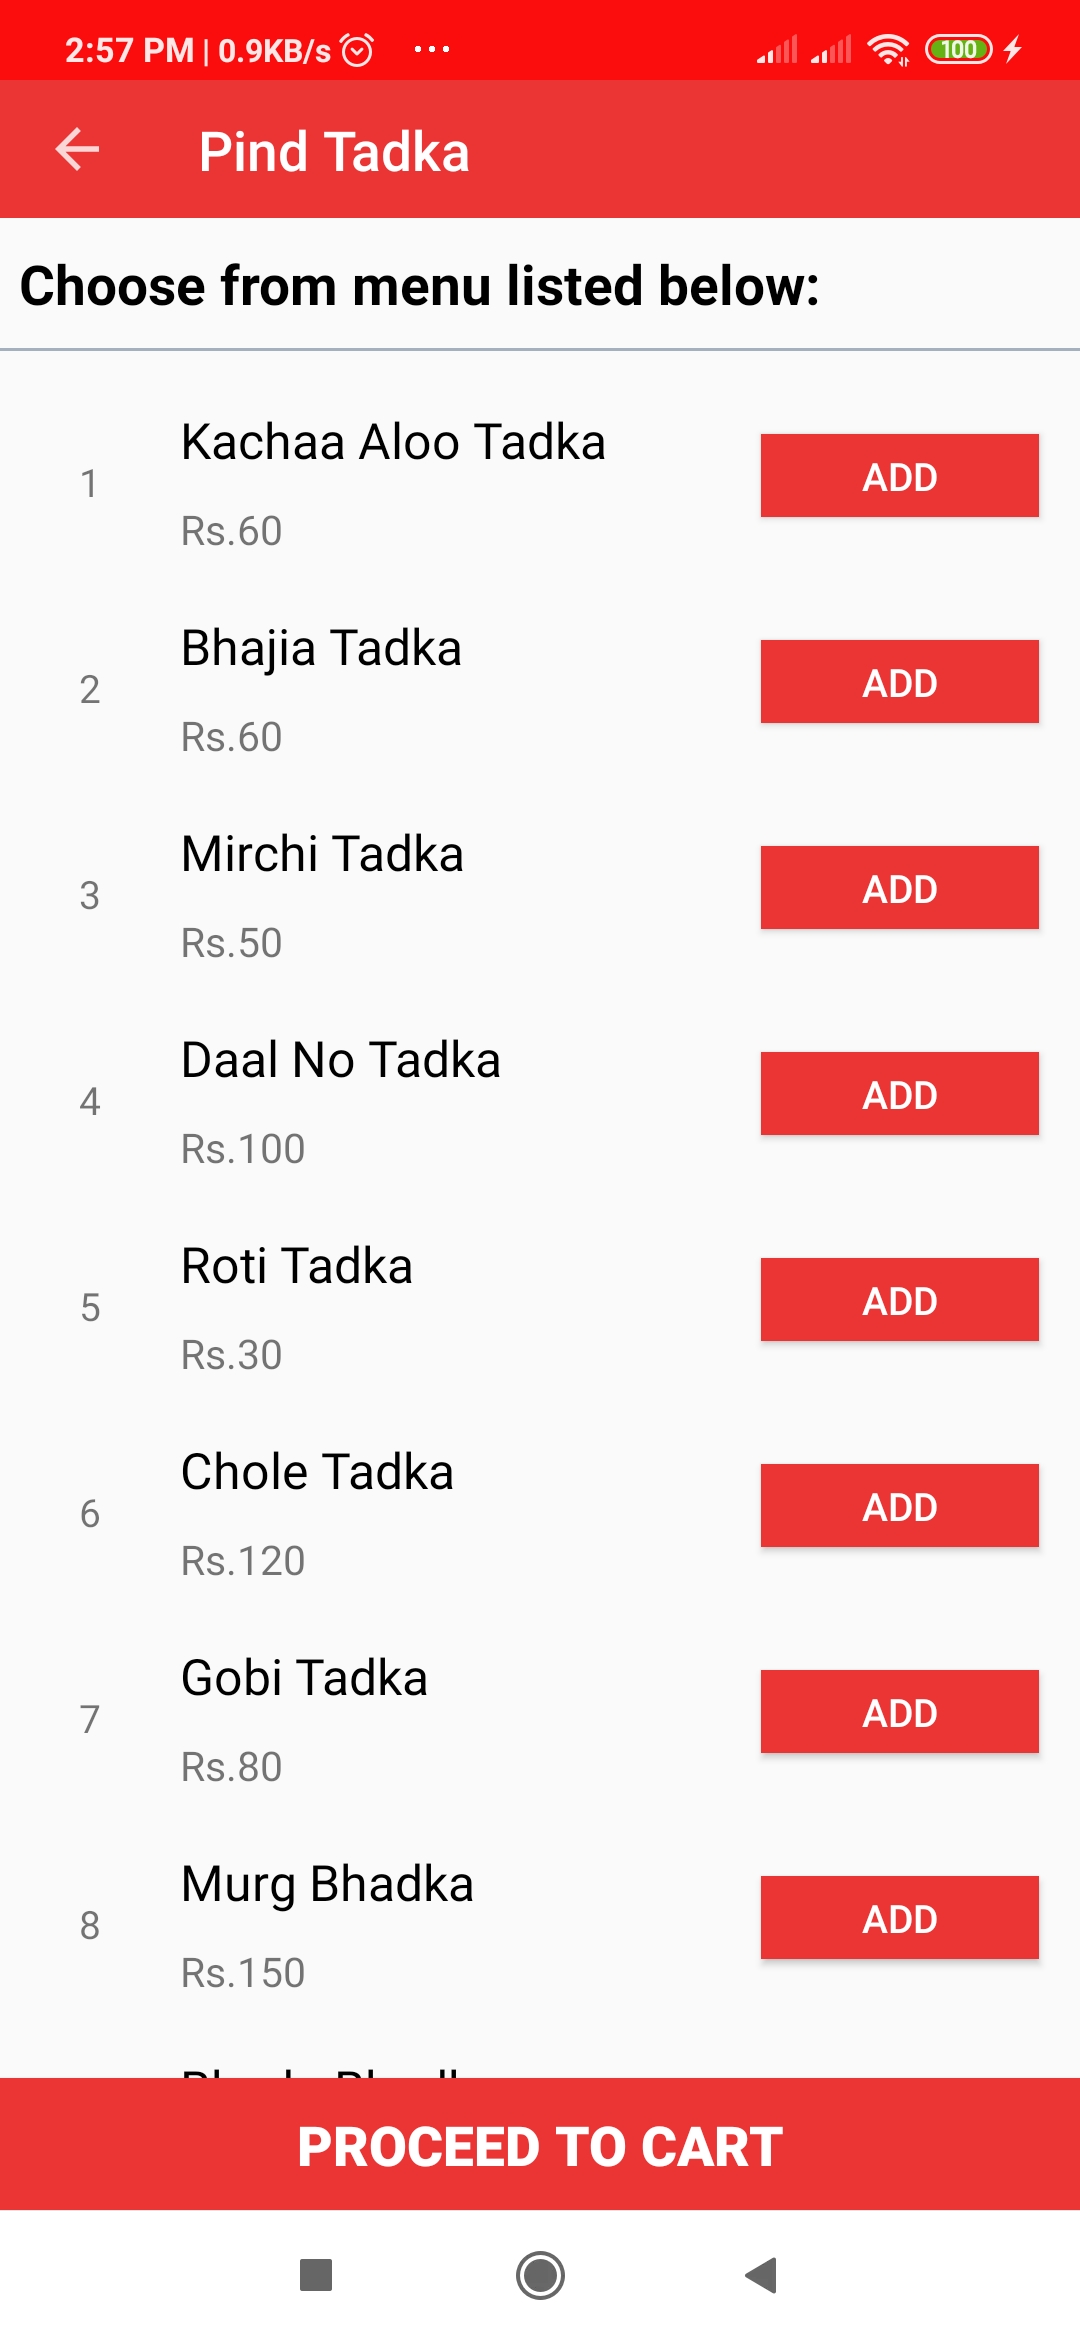 2:57 PM | 0.9KB/s
100
Pind Tadka
Choose from menu listed below:
1
Kachaa Aloo Tadka
Rs.60
ADD
2
Bhajia Tadka
Rs.60
ADD
3
Mirchi Tadka
Rs.50
ADD
4
Daal No Tadka
Rs.100
ADD
5
Roti Tadka
Rs.30
ADD
6
Chole Tadka
Rs.120
ADD
7
Gobi Tadka
Rs.80
ADD
8
Murg Bhadka
Rs.150
ADD
PROCEED TO CART